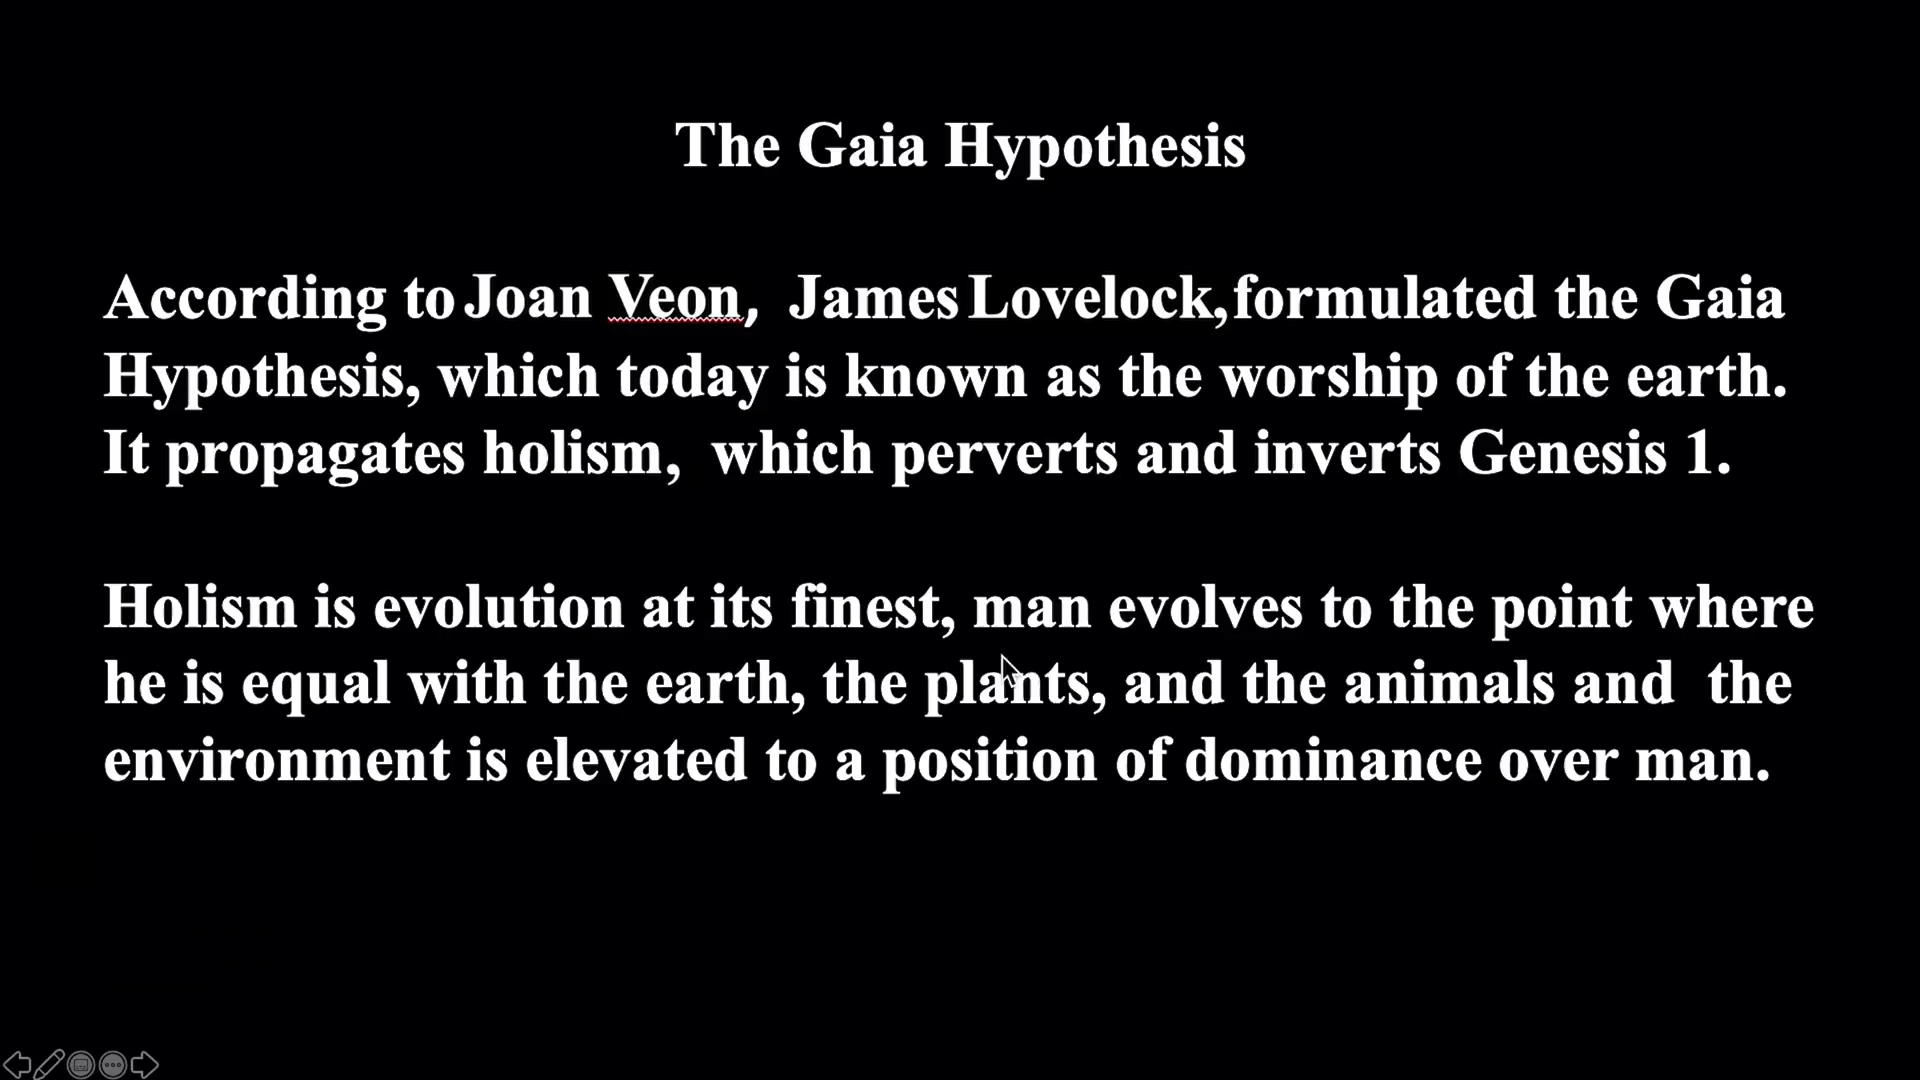 The Gaia Hypothesis
According to Joan Veon, James Lovelock, formulated the Gaia
Hypothesis, which today is known as the worship of the earth.
It propagates holism, which perverts and inverts Genesis 1.
Holism is evolution at its finest, man evolves to the point where
he is equal with the earth, the plants, and the animals and the
environment is elevated to a position of dominance over man.